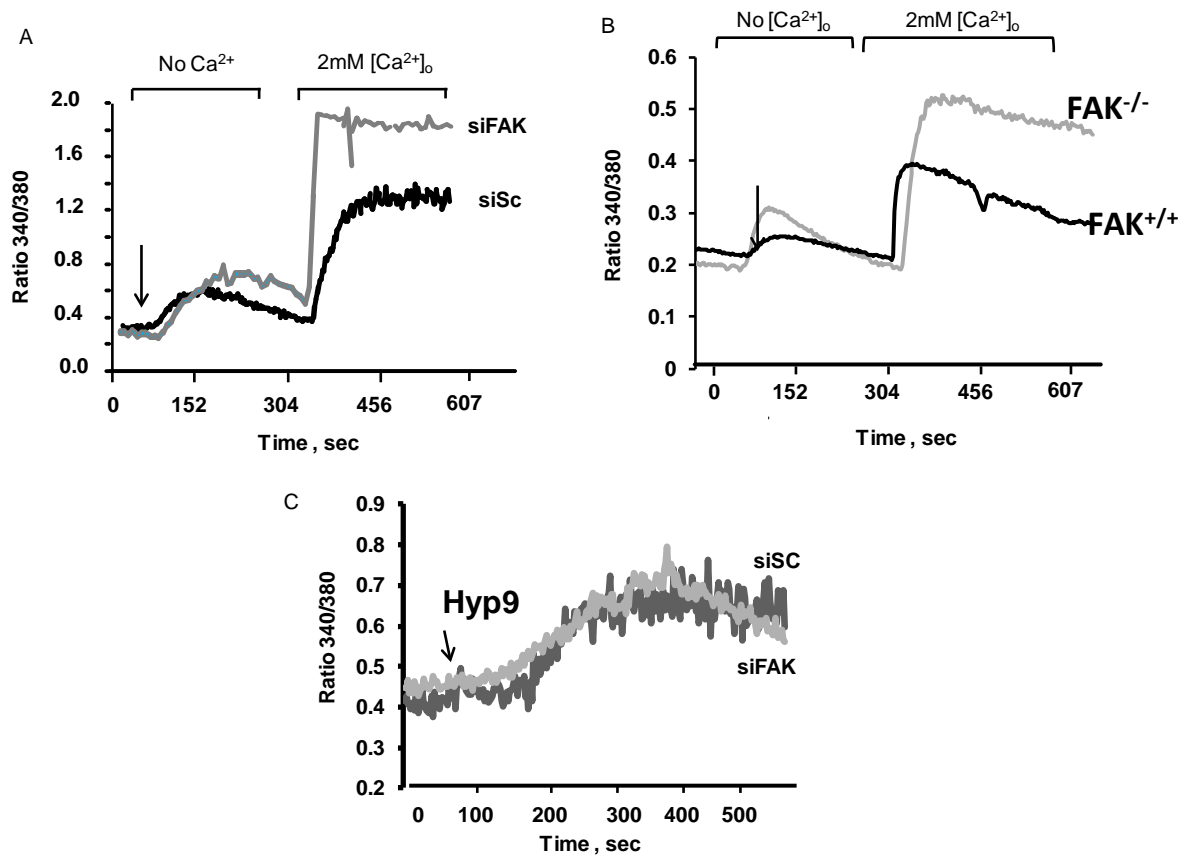 A
No Ca²⁺
2mM [Ca²⁺]ₒ
2.0
1.6
1.2
0.8
0.4
0.0
Ratio 340/380
siFAK
siSc
0 152 304 456 607
Time , sec
B
No [Ca²⁺]ₒ
2mM [Ca²⁺]ₒ
0.6
0.5
0.4
0.3
0.2
0.1
0
Ratio 340/380
FAK⁻/⁻
FAK⁺/⁺
0 152 304 456 607
Time , sec
C
0.9
0.8
0.7
0.6
0.5
0.4
0.3
0.2
Ratio 340/380
Hyp9
siSC
siFAK
0 100 200 300 400 500
Time , sec